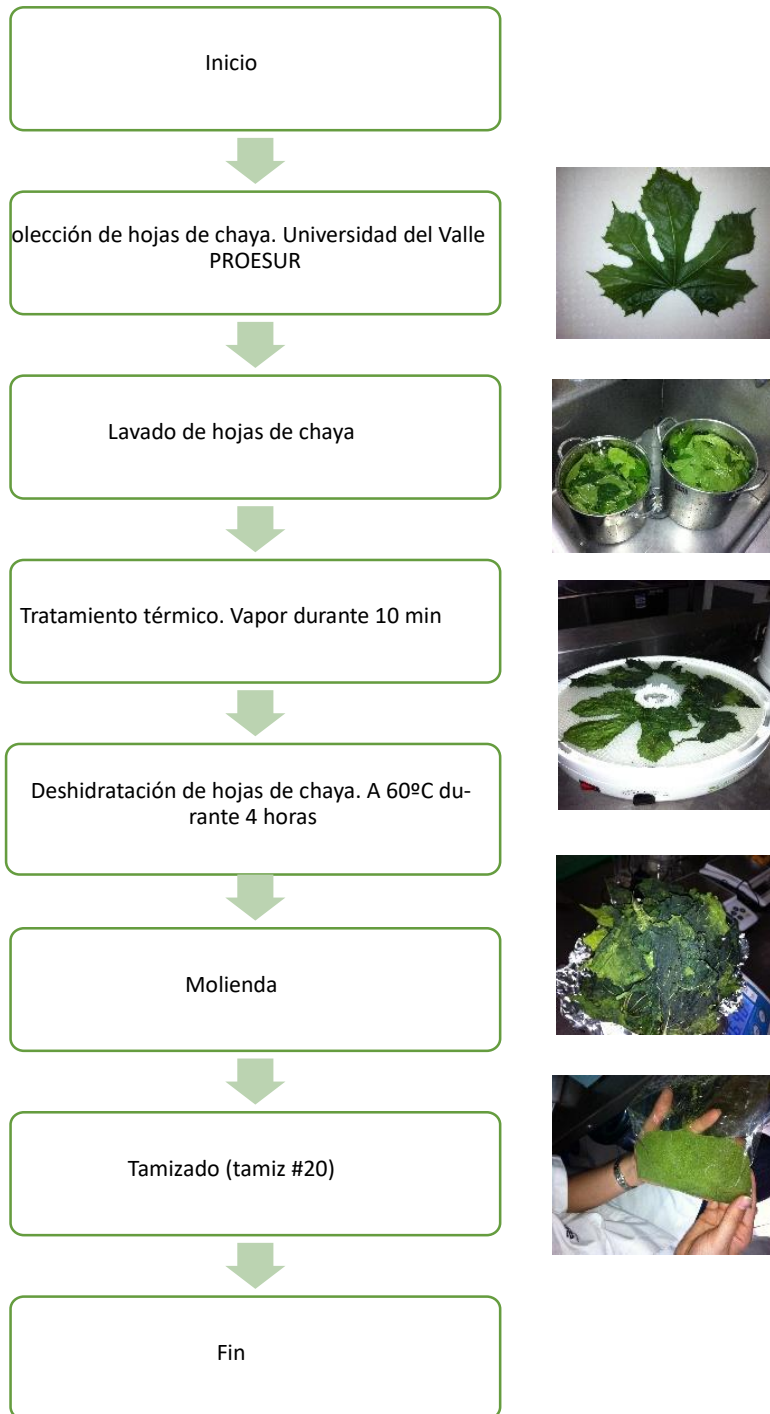 Inicio
olección de hojas de chaya. Universidad del Valle
PROESUR
Lavado de hojas de chaya
Tratamiento térmico. Vapor durante 10 min
Deshidratación de hojas de chaya. A 60ºC du-
rante 4 horas
Molienda
Tamizado (tamiz #20)
Fin